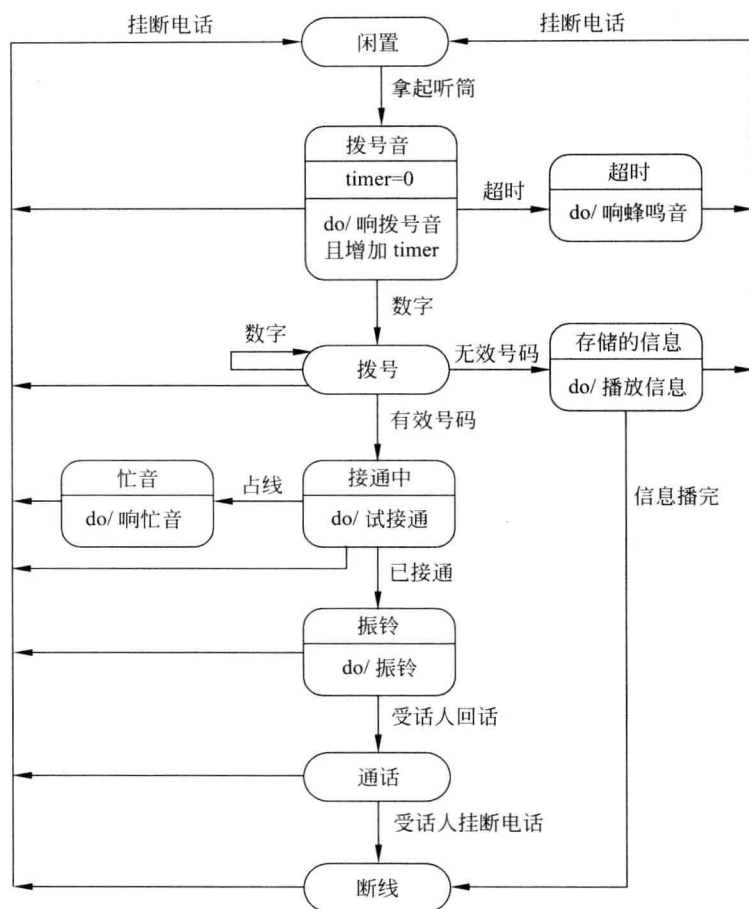 挂断电话
闲置
挂断电话
拿起听筒
拨号音
timer=0
do/ 响拨号音
且增加 timer
超时
超时
do/ 响蜂鸣音
数字
数字
拨号
无效号码
存储的信息
do/ 播放信息
有效号码
忙音
do/ 响忙音
占线
接通中
do/ 试接通
信息播完
已接通
振铃
do/ 振铃
受话人回话
通话
受话人挂断电话
断线